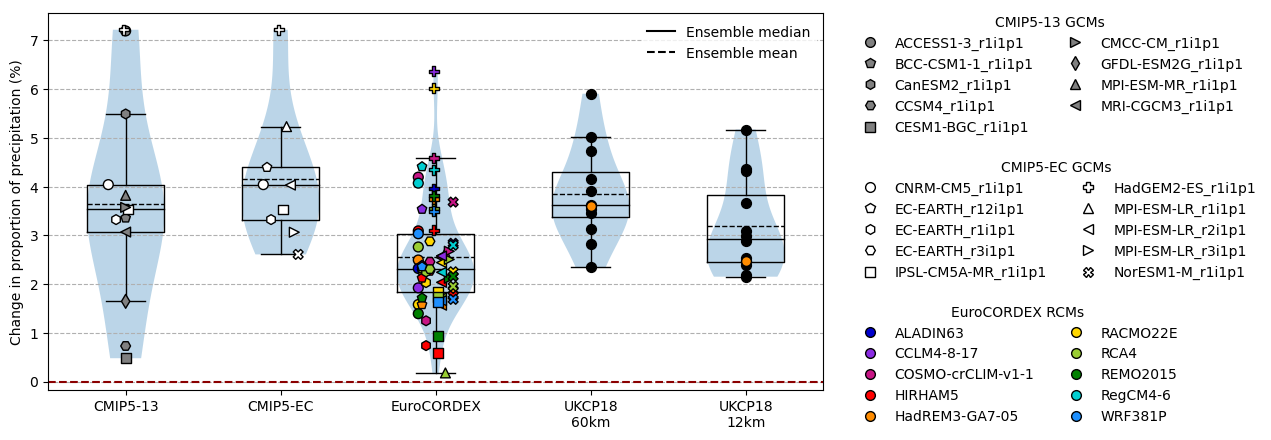 Change in proportion of precipitation (%)
7
6
5
4
3
2
1
0
Ensemble median
Ensemble mean
CMIP5-13
CMIP5-EC
EuroCORDEX
UKCP18
60km
UKCP18
12km
CMIP5-13 GCMs
ACCESS1-3_r1i1p1
BCC-CSM1-1_r1i1p1
CanESM2_r1i1p1
CCSM4_r1i1p1
CESM1-BGC_r1i1p1
CMCC-CM_r1i1p1
GFDL-ESM2G_r1i1p1
MPI-ESM-MR_r1i1p1
MRI-CGCM3_r1i1p1
CMIP5-EC GCMs
CNRM-CM5_r1i1p1
EC-EARTH_r12i1p1
EC-EARTH_r1i1p1
EC-EARTH_r3i1p1
IPSL-CM5A-MR_r1i1p1
HadGEM2-ES_r1i1p1
MPI-ESM-LR_r1i1p1
MPI-ESM-LR_r2i1p1
MPI-ESM-LR_r3i1p1
NorESM1-M_r1i1p1
EuroCORDEX RCMs
ALADIN63
CCLM4-8-17
COSMO-crCLIM-v1-1
HIRHAM5
HadREM3-GA7-05
RACMO22E
RCA4
REMO2015
RegCM4-6
WRF381P